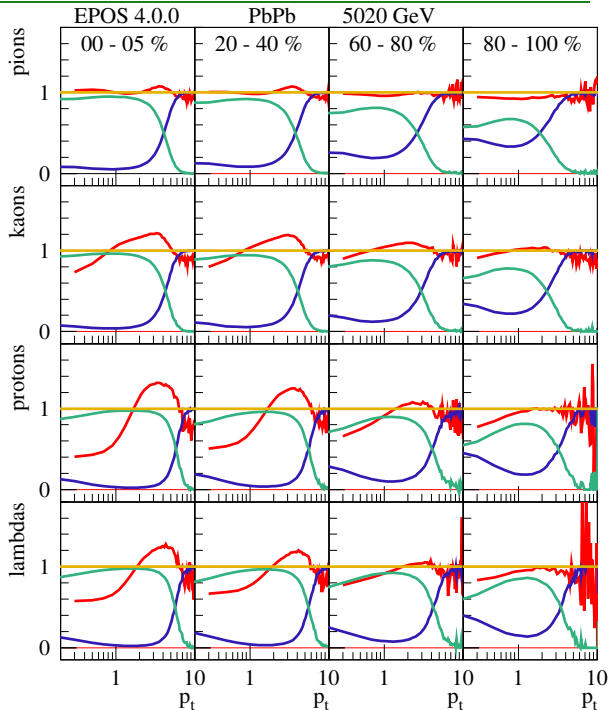 EPOS 4.0.0 PbPb 5020 GeV
00 - 05 % 20 - 40 % 60 - 80 % 80 - 100 %
pions
1
kaons
1
0
protons
1
0
lambdas
1
0
1 10 1 10 1 10 1 10
p_t p_t p_t p_t